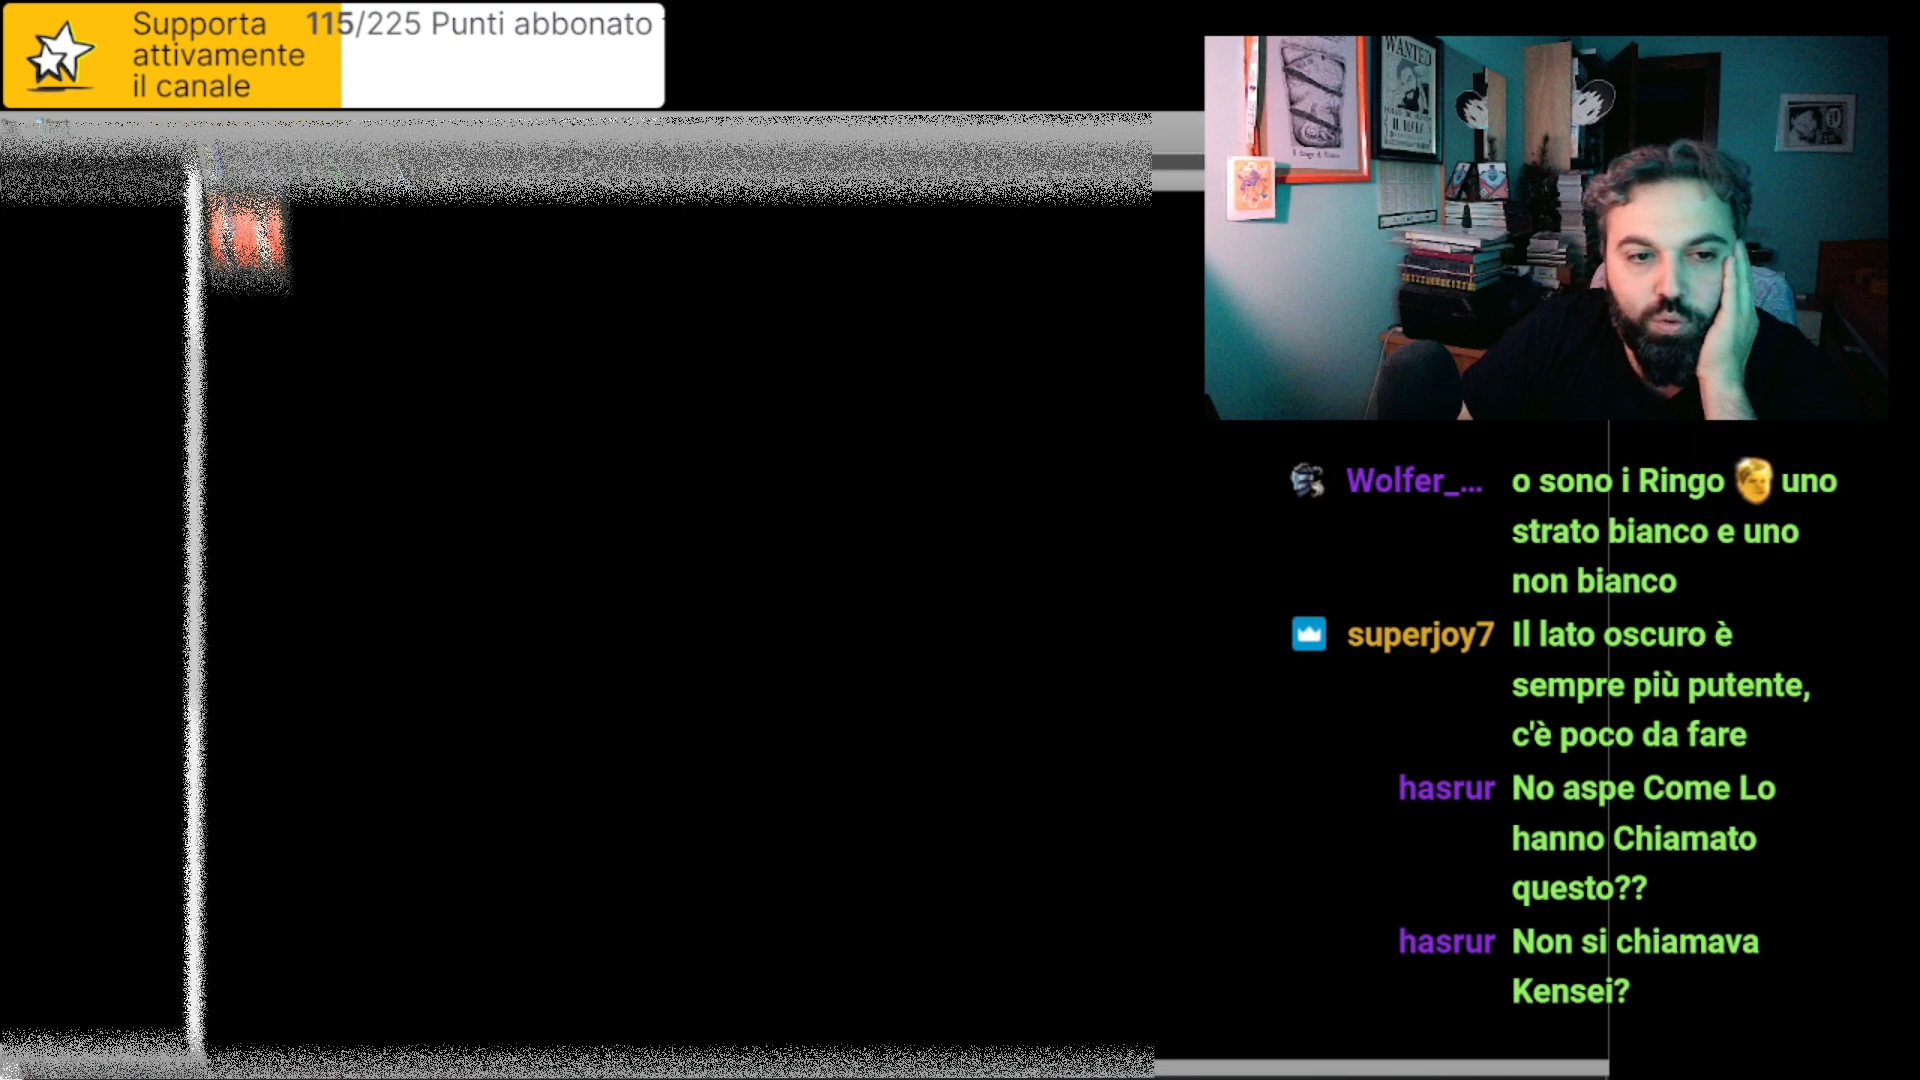 Supporta
attivamente
il canale
115/225 Punti abbonato
WANTED
Wolfer_... o sono i Ringo uno
strato bianco e uno
non bianco
superjoy7 Il lato oscuro è
sempre più putente,
c'è poco da fare
hasrur No aspe Come Lo
hanno Chiamato
questo??
hasrur Non si chiamava
Kensei?